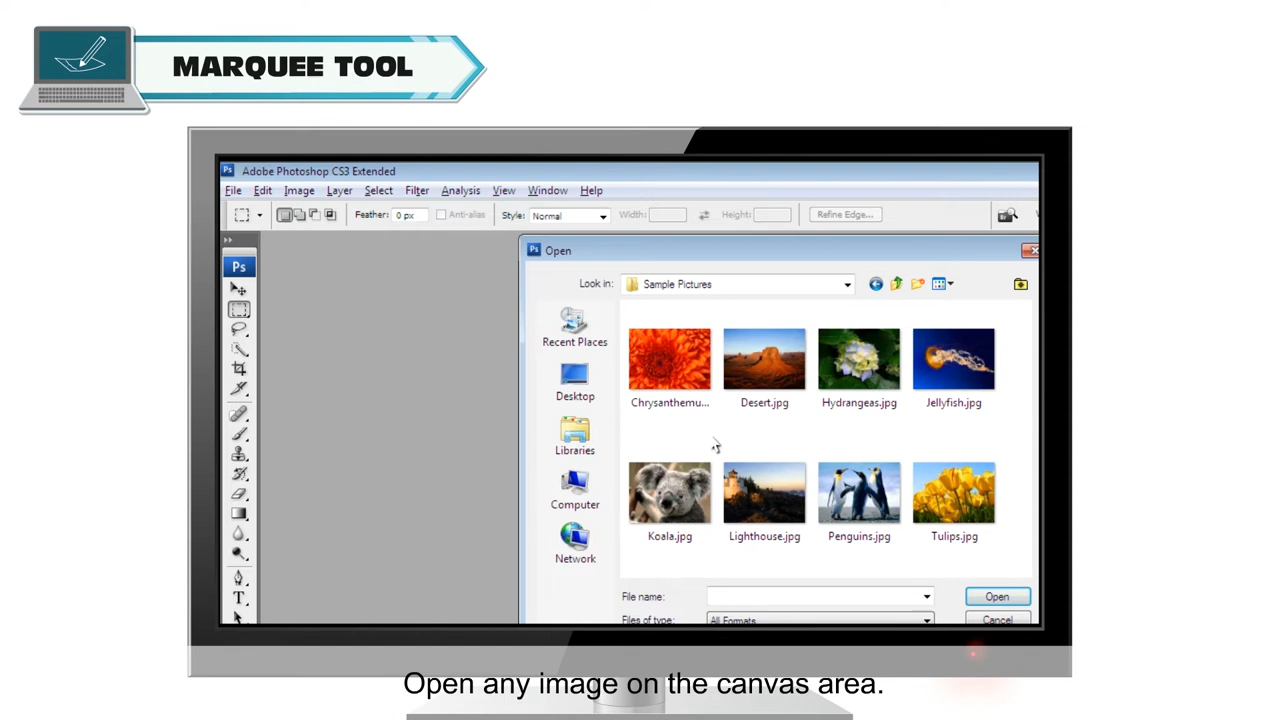 MARQUEE TOOL
Ps Adobe Photoshop CS3 Extended
File Edit Image Layer Select Filter Analysis View Window Help
Feather: 0 px Anti-alias Style: Normal Width: Height: Refine Edge...
Ps Open
Ps
Look in: Sample Pictures
Recent Places
Desktop
Libraries
Computer
Network
Chrysanthemu... Desert.jpg Hydrangeas.jpg Jellyfish.jpg
Koala.jpg Lighthouse.jpg Penguins.jpg Tulips.jpg
T
File name: Open
Files of type: All Formats Cancel
Open any image on the canvas area.